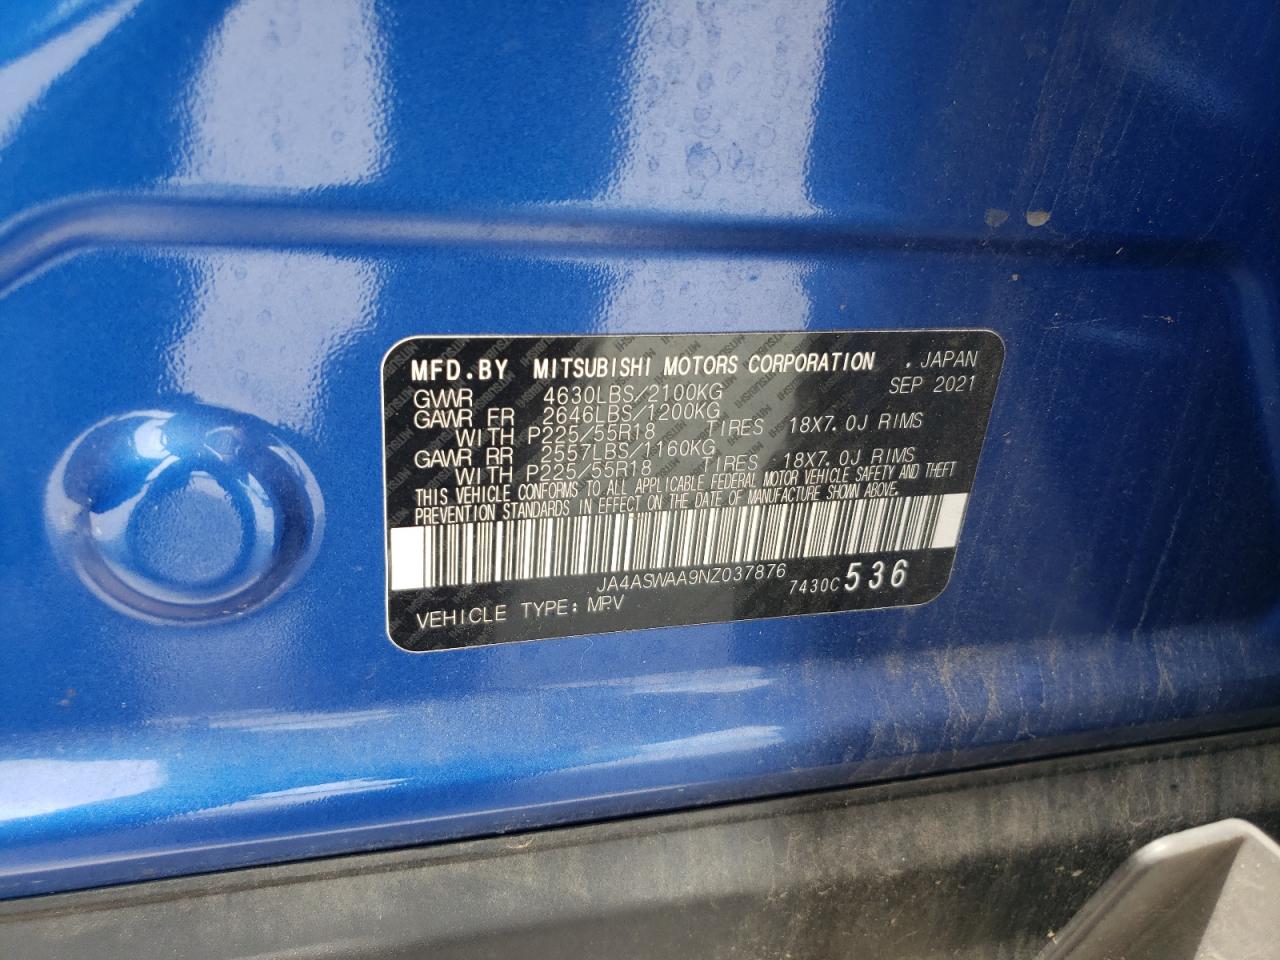 MFD.BY MITSUBISHI MOTORS CORPORATION . JAPAN
SEP 2021
GVWR 4630LBS/2100KG
GAWR FR 2646LBS/1200KG
WITH P225/55R18 TIRES 18X7.0J RIMS
GAWR RR 2557LBS/1160KG
WITH P225/55R18 TIRES 18X7.0J RIMS
THIS VEHICLE CONFORMS TO ALL APPLICABLE FEDERAL MOTOR VEHICLE SAFETY AND THEFT
PREVENTION STANDARDS IN EFFECT ON THE DATE OF MANUFACTURE SHOWN ABOVE.
JA4ASWAA9NZ037876
7430C 536
VEHICLE TYPE: MPV